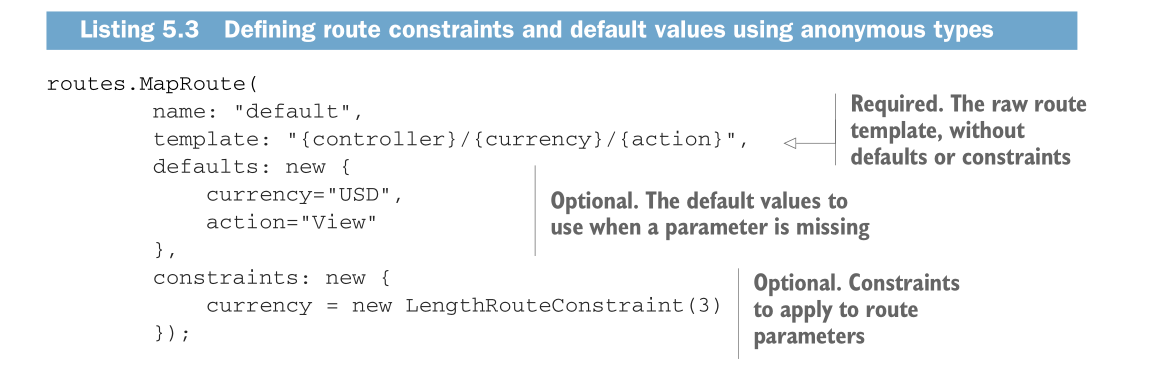 Listing 5.3 Defining route constraints and default values using anonymous types
routes.MapRoute(
name: "default",
template: "{controller}/{currency}/{action}",
defaults: new {
currency="USD",
action="View"
},
constraints: new {
currency = new LengthRouteConstraint(3)
});
Required. The raw route
template, without
defaults or constraints
Optional. The default values to
use when a parameter is missing
Optional. Constraints
to apply to route
parameters